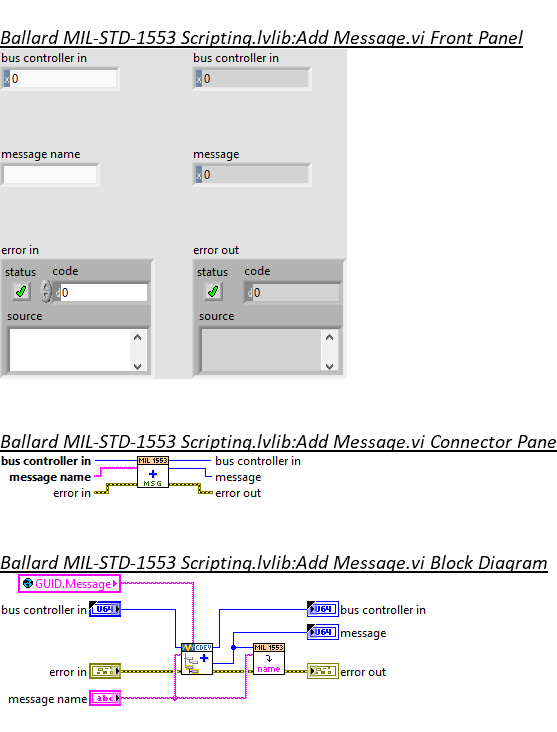 Ballard MIL-STD-1553 Scripting.lvlib:Add Message.vi Front Panel
bus controller in bus controller in
x 0 x 0
message name message
x 0
error in error out
status code status code
d 0 d 0
source source
Ballard MIL-STD-1553 Scripting.lvlib:Add Message.vi Connector Pane
bus controller in MIL 1553 bus controller in
message name + message
error in MSG error out
Ballard MIL-STD-1553 Scripting.lvlib:Add Message.vi Block Diagram
GUID.Message
bus controller in U64 U64 bus controller in
U64 message
CDEV MIL 1553
+ name
error in error out
message name abc